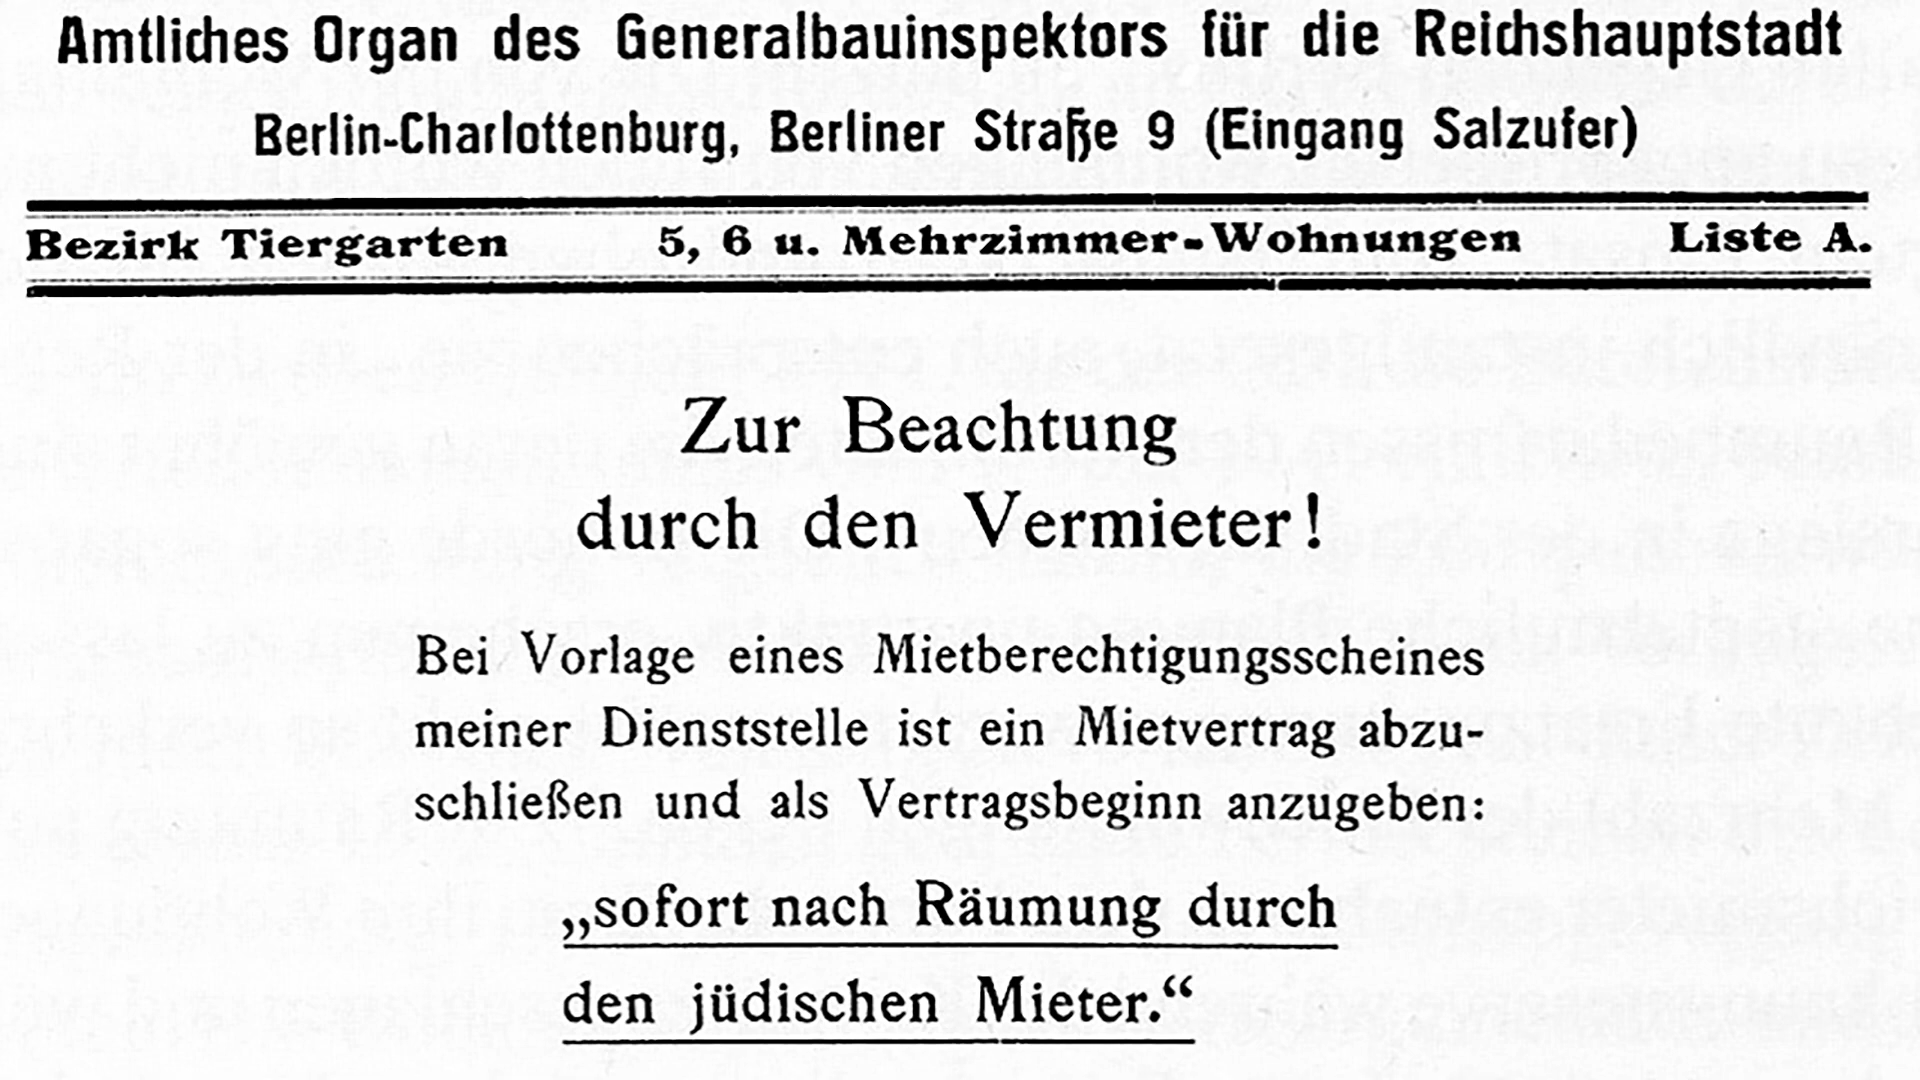 Amtliches Organ des Generalbauinspektors für die Reichshauptstadt
Berlin-Charlottenburg, Berliner Straße 9 (Eingang Salzufer)
Bezirk Tiergarten 5, 6 u. Mehrzimmer-Wohnungen Liste A.
Zur Beachtung
durch den Vermieter!
Bei Vorlage eines Mietberechtigungsscheines
meiner Dienststelle ist ein Mietvertrag abzu-
schließen und als Vertragsbeginn anzugeben:
„sofort nach Räumung durch
den jüdischen Mieter.“